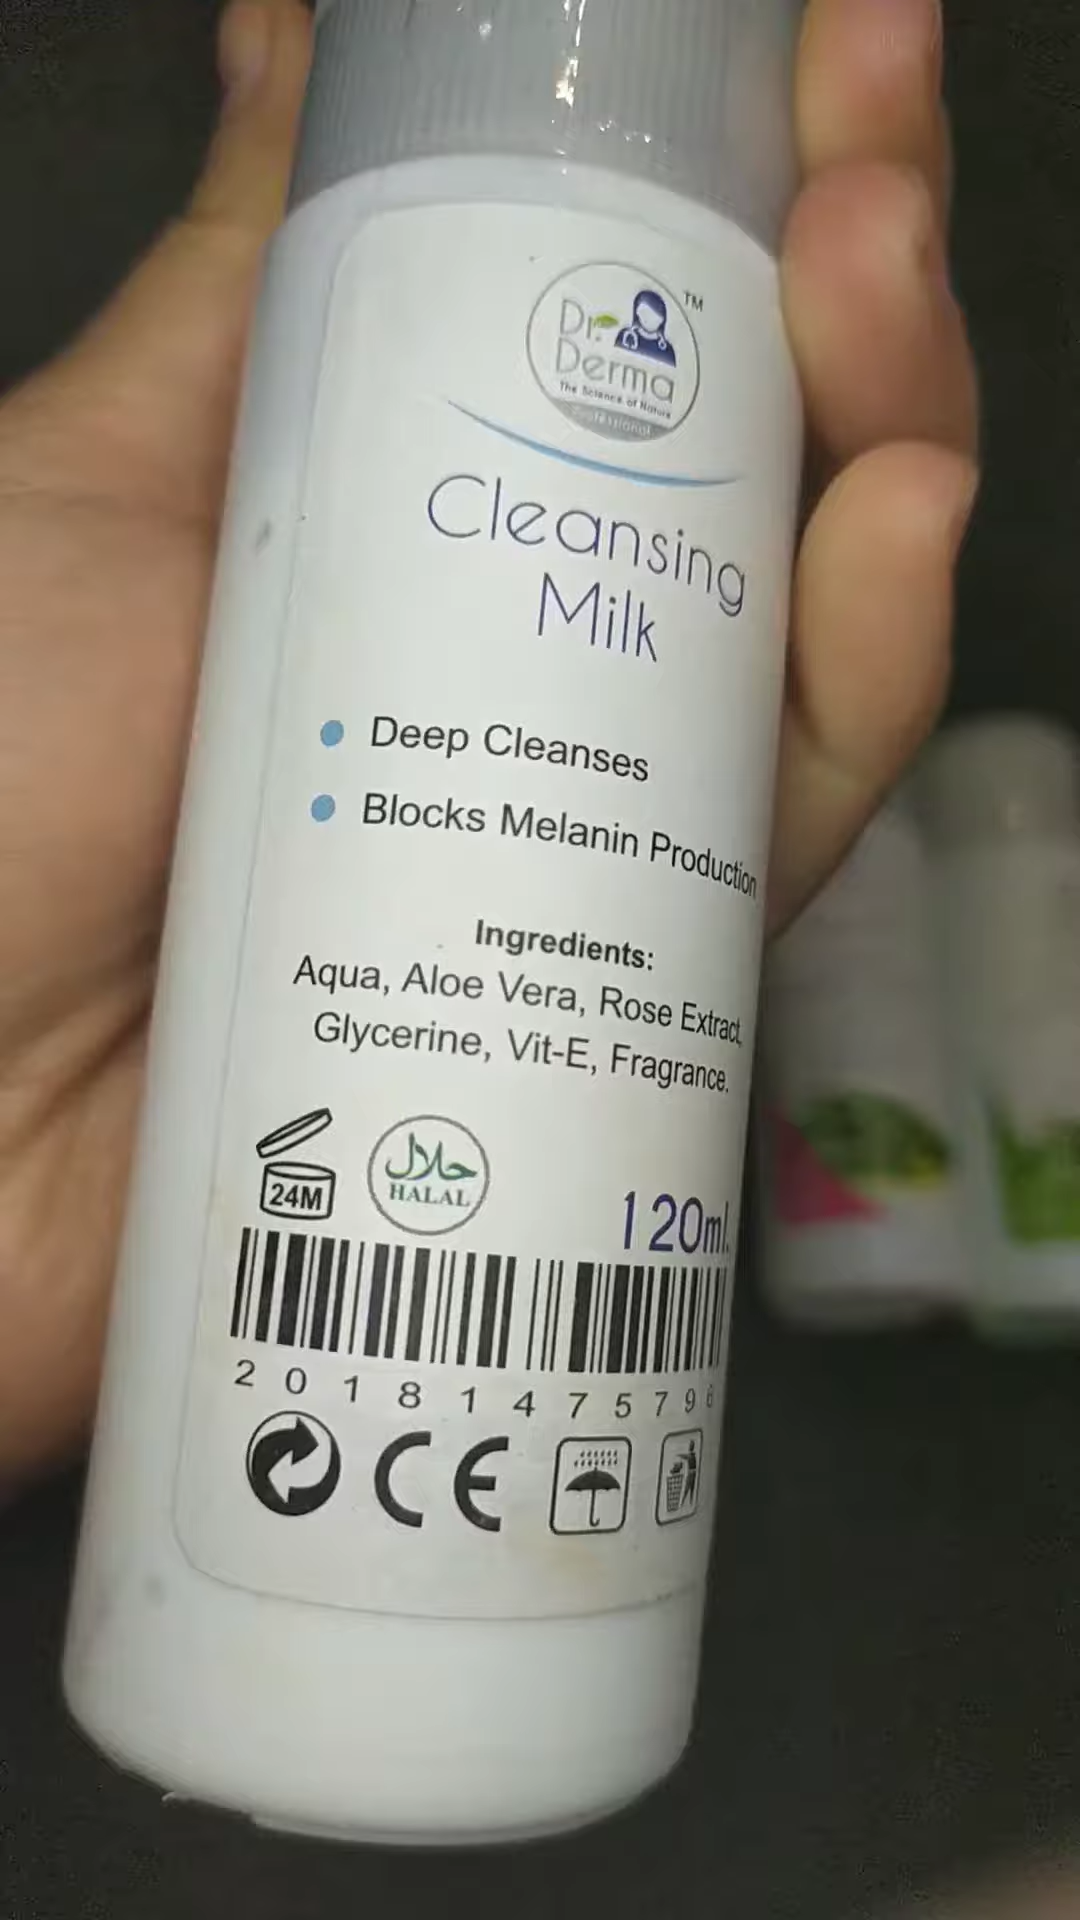 Dr.
Derma
TM
The Science of Nature
Professional
Cleansing
Milk
Deep Cleanses
Blocks Melanin Production
Ingredients:
Aqua, Aloe Vera, Rose Extract,
Glycerine, Vit-E, Fragrance.
24M
حلال
HALAL
120ml.
2 0 1 8 1 4 7 5 7 9
CE